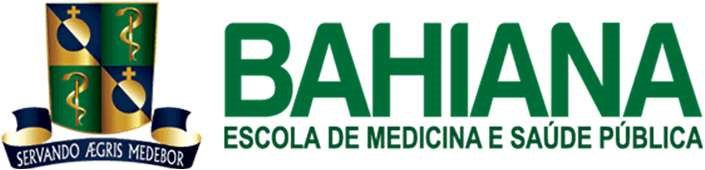 BAHIANA
ESCOLA DE MEDICINA E SAÚDE PÚBLICA
SERVANDO ÆGRIS MEDEBOR